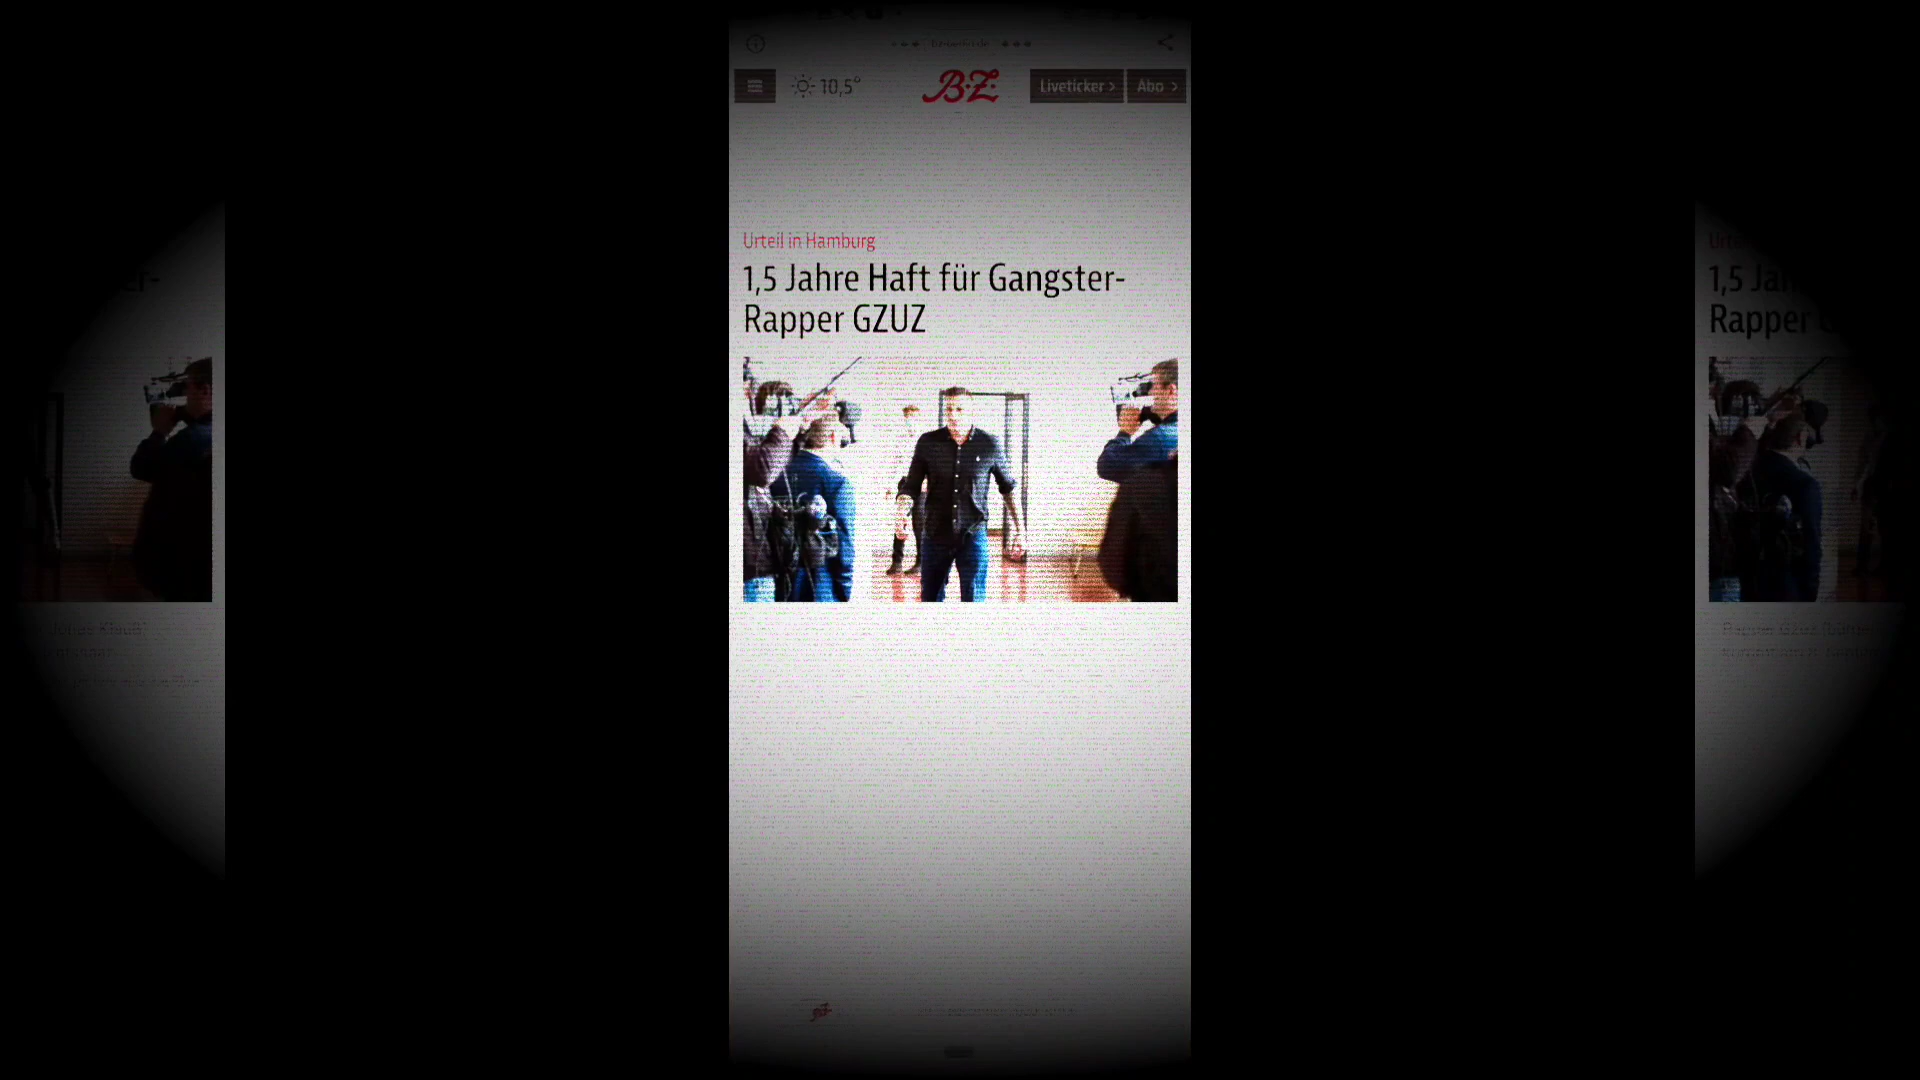 10,5°
B.Z.
Liveticker >
Abo >
Urteil in Hamburg
1,5 Jahre Haft für Gangster-
Rapper GZUZ
er-
1,5 Ja
Rapper